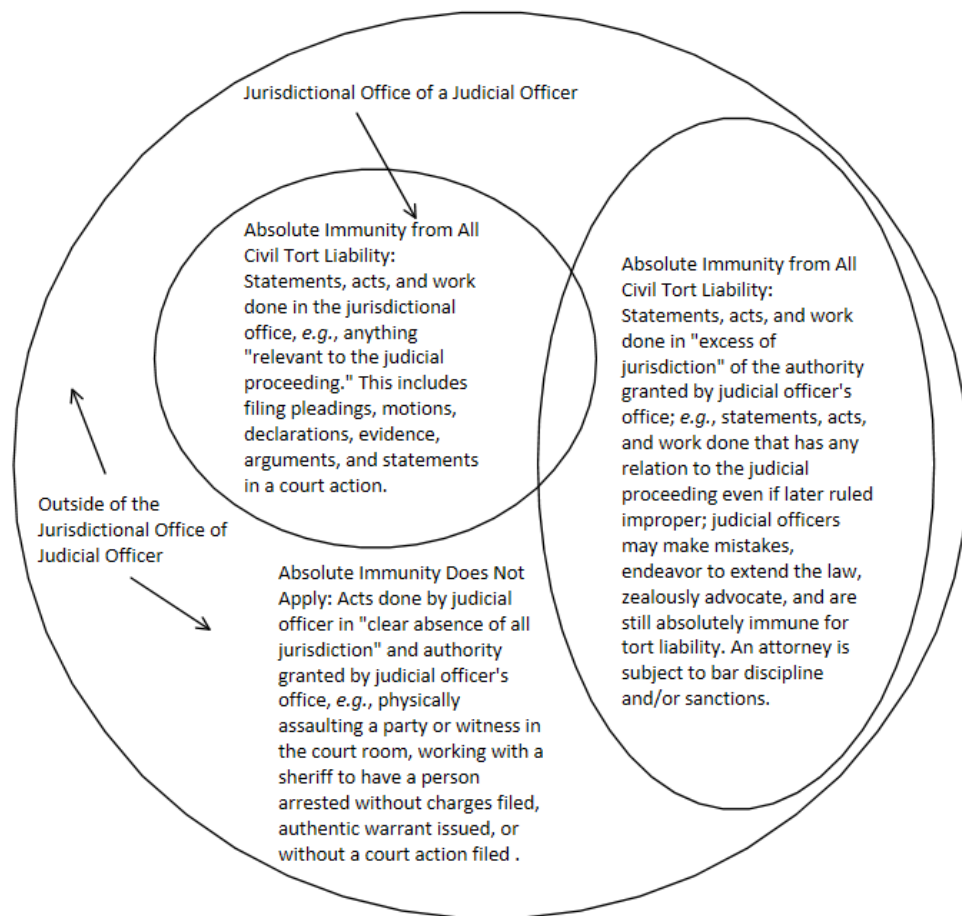 Jurisdictional Office of a Judicial Officer
Absolute Immunity from All
Civil Tort Liability:
Statements, acts, and work
done in the jurisdictional
office, e.g., anything
"relevant to the judicial
proceeding." This includes
filing pleadings, motions,
declarations, evidence,
arguments, and statements
in a court action.
Absolute Immunity from All
Civil Tort Liability:
Statements, acts, and work
done in "excess of
jurisdiction" of the authority
granted by judicial officer's
office; e.g., statements, acts,
and work done that has any
relation to the judicial
proceeding even if later ruled
improper; judicial officers
may make mistakes,
endeavor to extend the law,
zealously advocate, and are
still absolutely immune for
tort liability. An attorney is
subject to bar discipline
and/or sanctions.
Outside of the
Jurisdictional Office of
Judicial Officer
Absolute Immunity Does Not
Apply: Acts done by judicial
officer in "clear absence of all
jurisdiction" and authority
granted by judicial officer's
office, e.g., physically
assaulting a party or witness in
the court room, working with a
sheriff to have a person
arrested without charges filed,
authentic warrant issued, or
without a court action filed .